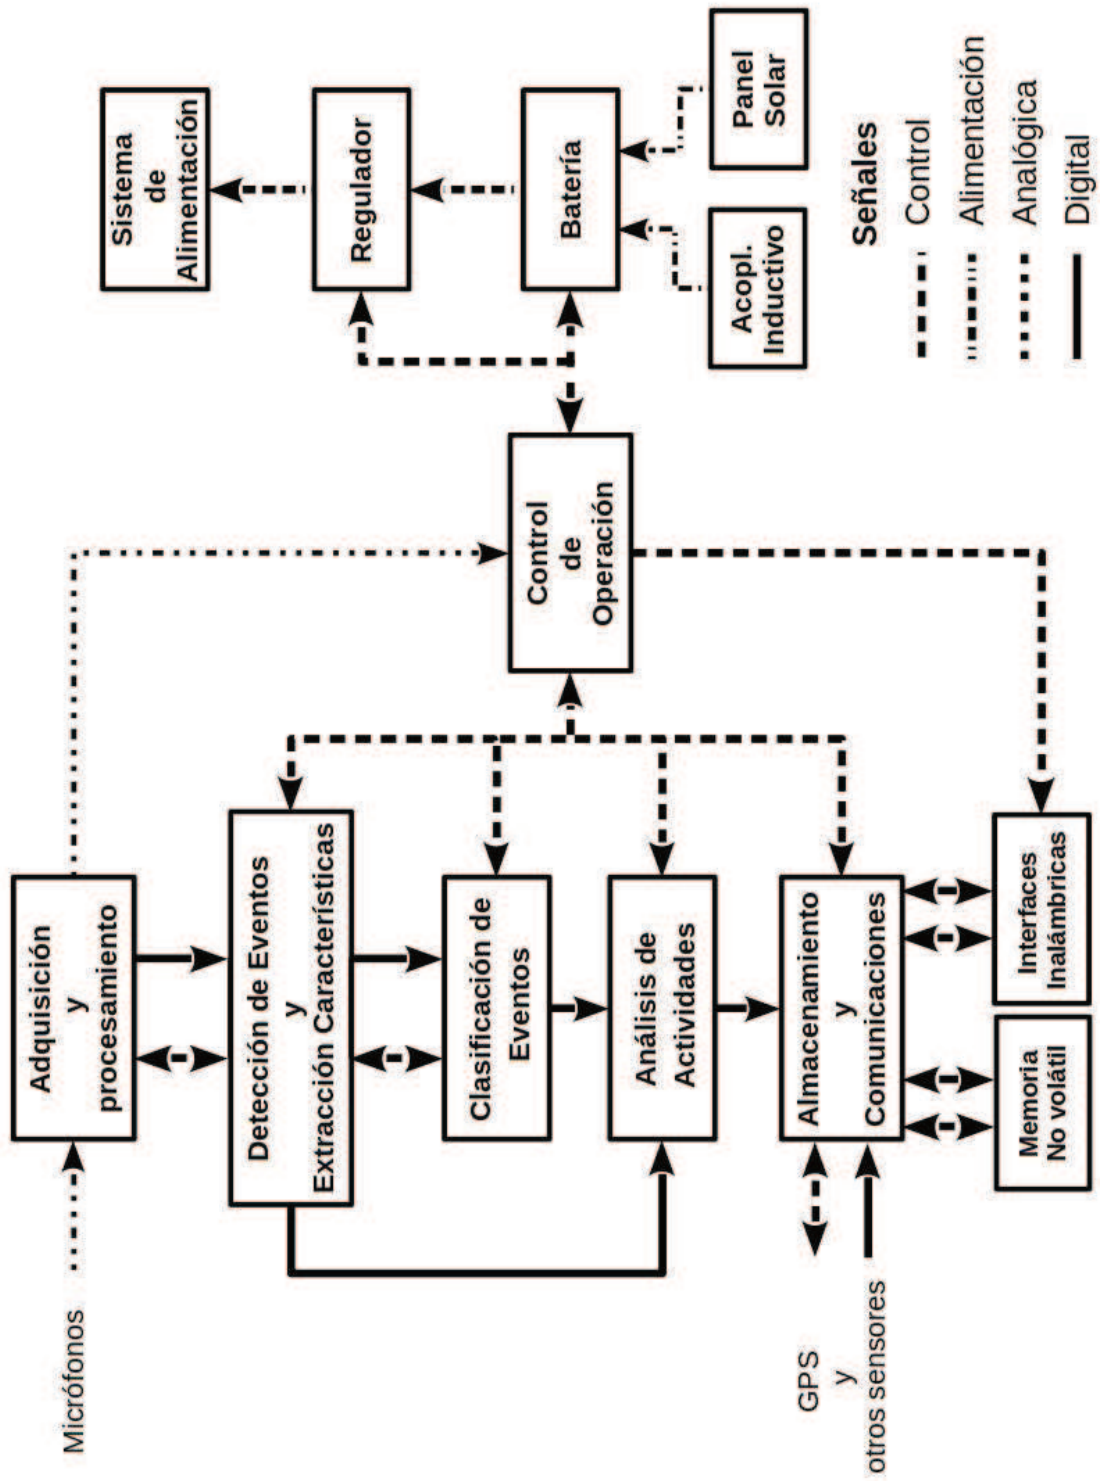 Micrófonos
Adquisición
y
procesamiento
Detección de Eventos
y
Extracción Características
Clasificación de
Eventos
Análisis de
Actividades
Almacenamiento
y
Comunicaciones
GPS
y
otros sensores
Memoria
No volátil
Interfaces
Inalámbricas
Control
de
Operación
Sistema
de
Alimentación
Regulador
Batería
Acopl.
Inductivo
Panel
Solar
Señales
Control
Alimentación
Analógica
Digital